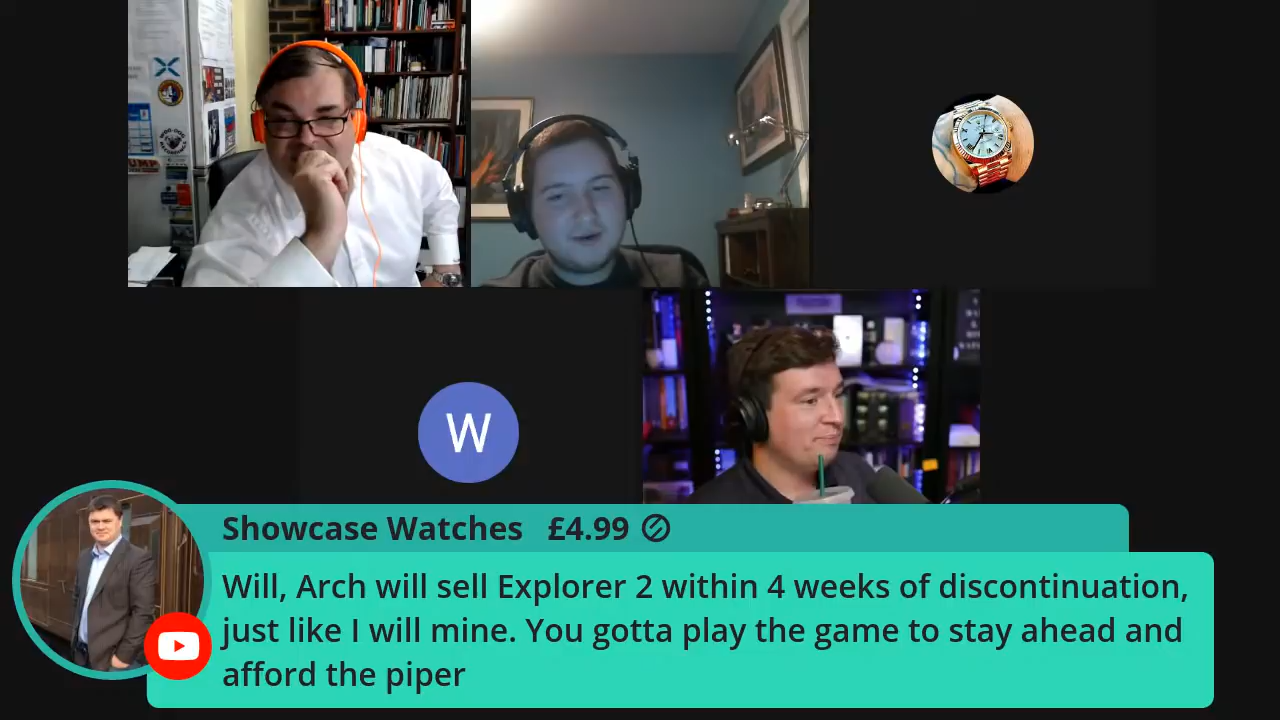 W
Showcase Watches £4.99
Will, Arch will sell Explorer 2 within 4 weeks of discontinuation,
just like I will mine. You gotta play the game to stay ahead and
afford the piper